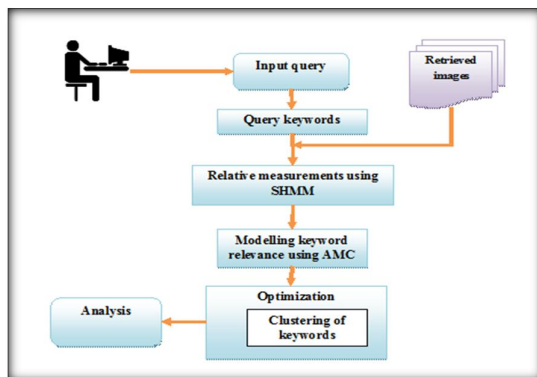 Input query
Retrieved
images
Query keywords
Relative measurements using
SHMM
Modelling keyword
relevance using AMC
Optimization
Clustering of
keywords
Analysis